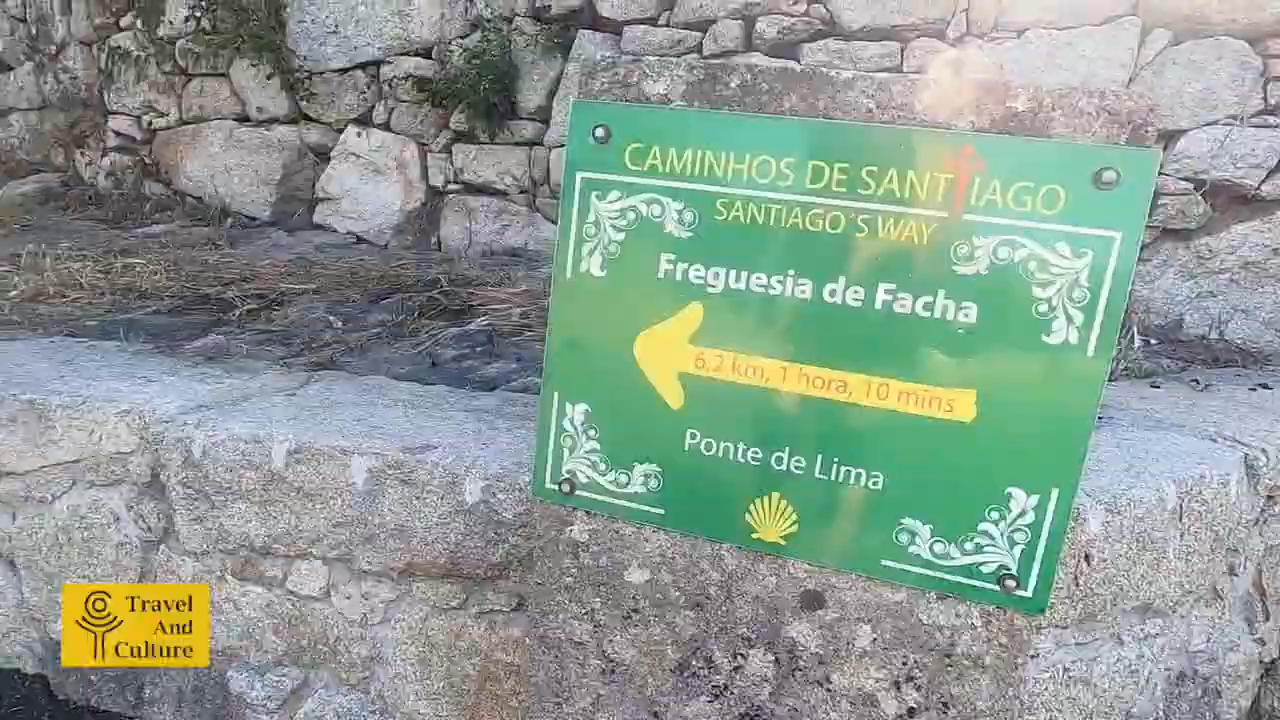 CAMINHOS DE SANTIAGO
SANTIAGO´S WAY
Freguesia de Facha
6,2 km, 1 hora, 10 mins
Ponte de Lima
Travel
And
Culture